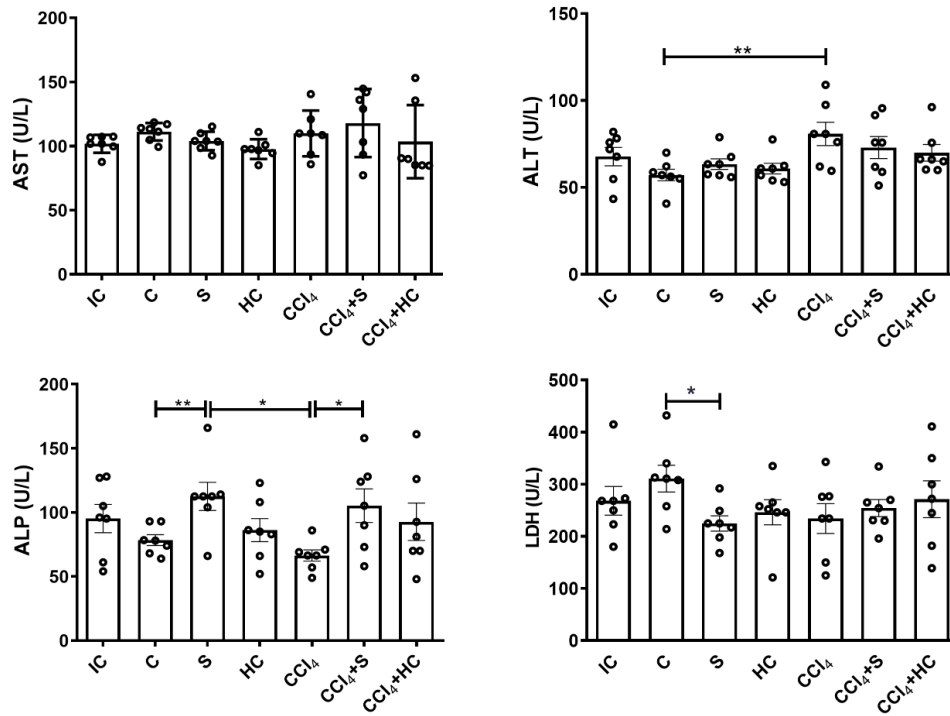 200
150
100
50
0
AST (U/L)
IC
C
S
HC
CCl₄
CCl₄+S
CCl₄+HC
150
100
50
0
ALT (U/L)
**
IC
C
S
HC
CCl₄
CCl₄+S
CCl₄+HC
200
150
100
50
0
ALP (U/L)
**
*
*
IC
C
S
HC
CCl₄
CCl₄+S
CCl₄+HC
500
400
300
200
100
0
LDH (U/L)
*
IC
C
S
HC
CCl₄
CCl₄+S
CCl₄+HC